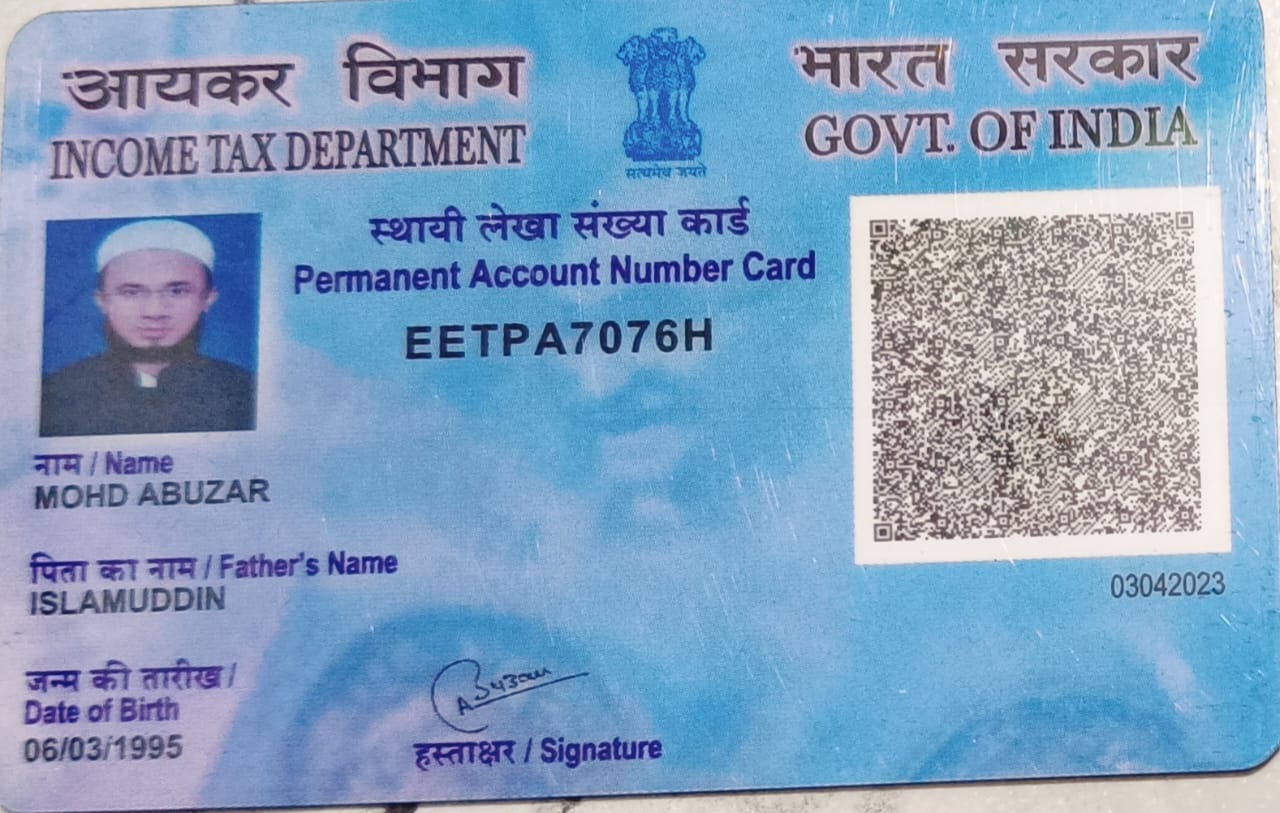 आयकर विभाग
INCOME TAX DEPARTMENT
सत्यमेव जयते
भारत सरकार
GOVT. OF INDIA
स्थायी लेखा संख्या कार्ड
Permanent Account Number Card
EETPA7076H
नाम / Name
MOHD ABUZAR
पिता का नाम / Father's Name
ISLAMUDDIN
03042023
जन्म की तारीख /
Date of Birth
06/03/1995
हस्ताक्षर / Signature